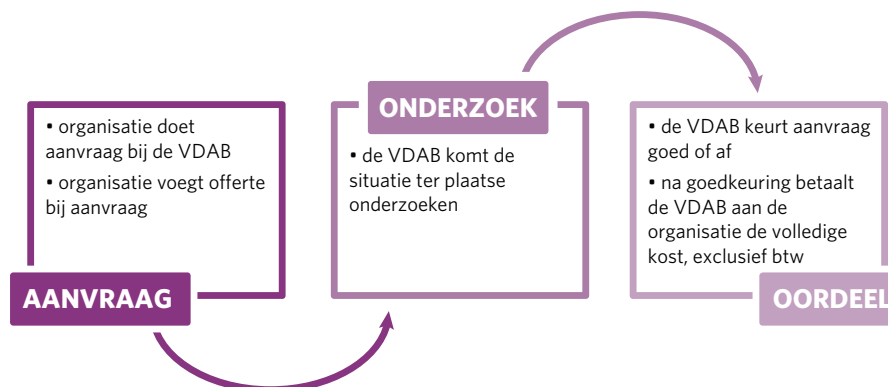 • organisatie doet
aanvraag bij de VDAB
• organisatie voegt offerte
bij aanvraag
AANVRAAG
ONDERZOEK
• de VDAB komt de
situatie ter plaatse
onderzoeken
• de VDAB keurt aanvraag
goed of af
• na goedkeuring betaalt
de VDAB aan de
organisatie de volledige
kost, exclusief btw
OORDEEL